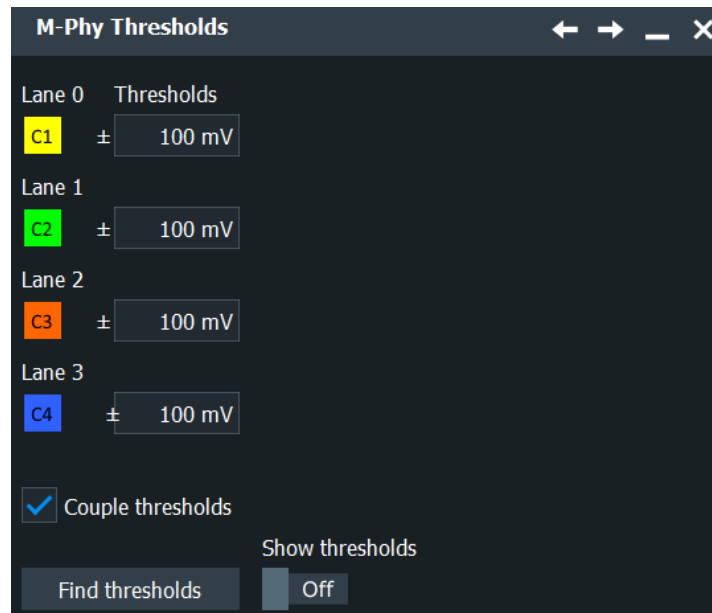 M-Phy Thresholds
Lane 0 Thresholds
C1 ± 100 mV
Lane 1
C2 ± 100 mV
Lane 2
C3 ± 100 mV
Lane 3
C4 ± 100 mV
Couple thresholds
Show thresholds
Find thresholds Off